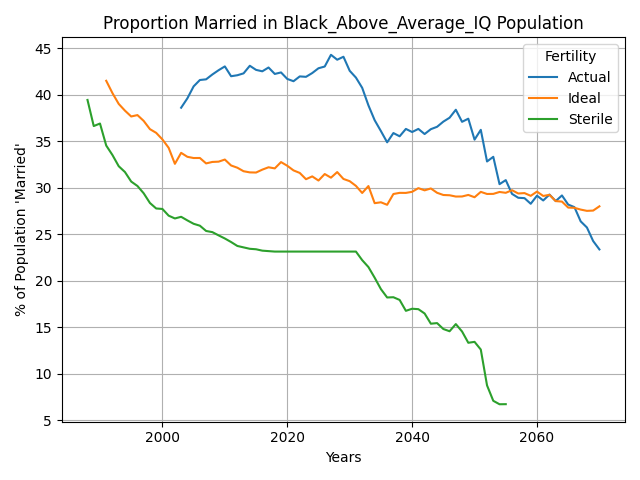 Proportion Married in Black_Above_Average_IQ Population
Fertility
Actual
Ideal
Sterile
% of Population 'Married'
45
40
35
30
25
20
15
10
5
2000
2020
2040
2060
Years